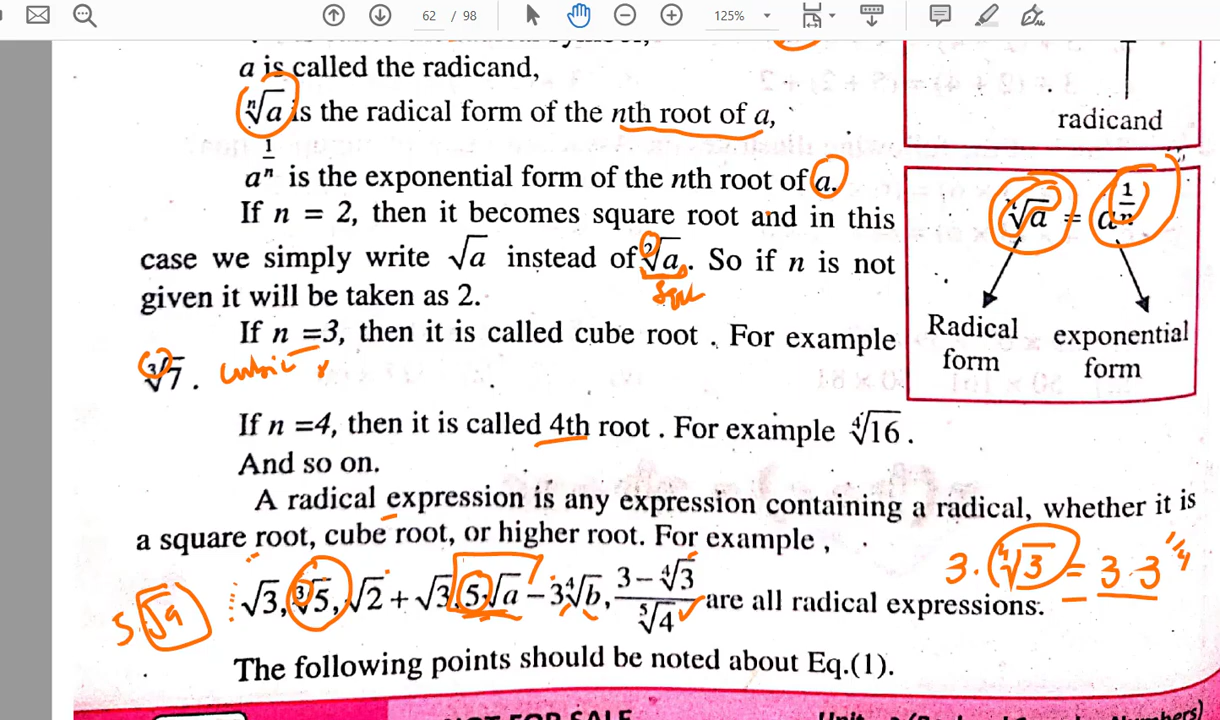 62 / 98
125%
a is called the radicand,
ⁿ√a is the radical form of the nth root of a,
a^(1/n) is the exponential form of the nth root of a.
If n = 2, then it becomes square root and in this
case we simply write √a instead of ²√a. So if n is not
given it will be taken as 2.
If n =3, then it is called cube root . For example
³√7 .
If n =4, then it is called 4th root . For example ⁴√16 .
And so on.
A radical expression is any expression containing a radical, whether it is
a square root, cube root, or higher root. For example ,
3. ⁴√3 = 3.3^(1/4)
5.√a
√3, ³√5, √2 + √3, 5√a − 3⁴√b, (3 − ⁴√3)/⁵√4 are all radical expressions.
The following points should be noted about Eq.(1).
radicand
ⁿ√a = a^(1/n)
Radical form
exponential form
NOT FOR SALE